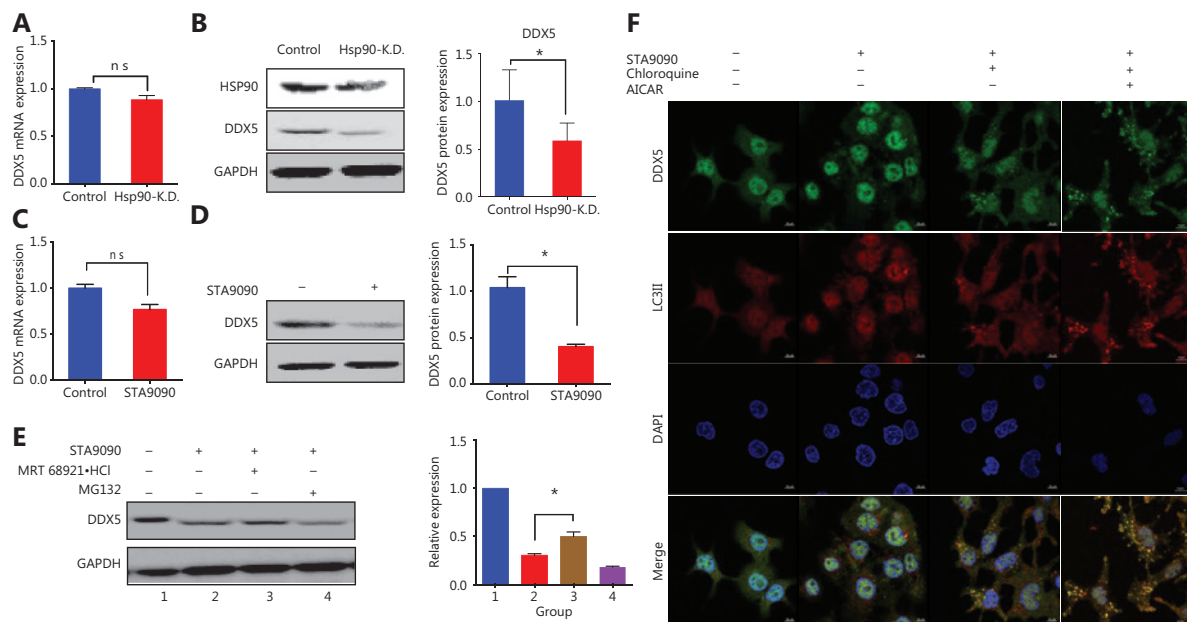 A
DDX5 mRNA expression
1.5
1.0
0.5
0.0
1.0
n s
Control Hsp90-K.D.
B
Control Hsp90-K.D.
HSP90
DDX5
GAPDH
DDX5
DDX5 protein expression
1.5
1.0
0.5
0.0
*
Control Hsp90-K.D.
C
DDX5 mRNA expression
1.5
1.0
0.5
0.0
n s
Control STA9090
D
STA9090 – +
DDX5
GAPDH
DDX5 protein expression
1.5
1.0
0.5
0.0
*
Control STA9090
E
STA9090 – + + +
MRT 68921•HCl – – + –
MG132 – – – +
DDX5
GAPDH
1 2 3 4
Relative expression
1.5
1.0
0.5
0.0
*
1 2 3 4
Group
F
STA9090 – + + +
Chloroquine – – + +
AICAR – – – +
DDX5
LC3II
DAPI
Merge